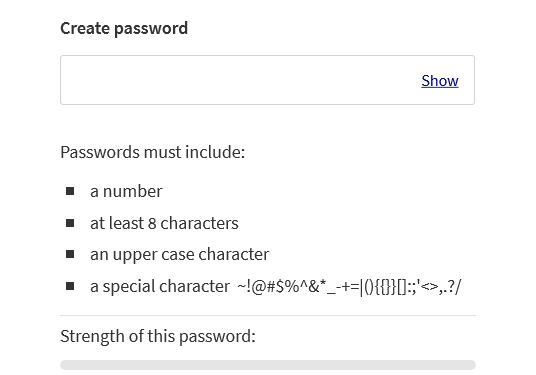 Create password
Show
Passwords must include:
a number
at least 8 characters
an upper case character
a special character ~!@#$%^&*_-+=|(){{}}[]:;'<>,.?/
Strength of this password: